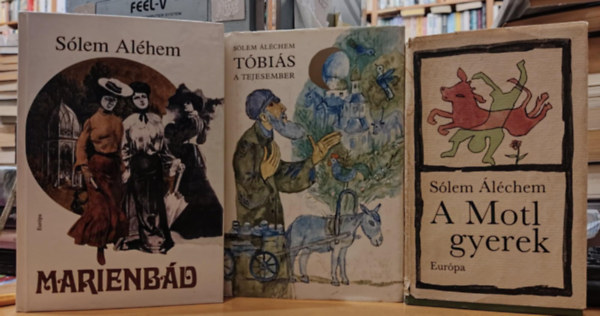 FEEL-V
Sólem Aléhem
Európa
MARIENBÁD
SÓLEM ÁLÉCHEM
TÓBIÁS
A TEJESEMBER
Sólem Áléchem
A Motl
gyerek
Európa